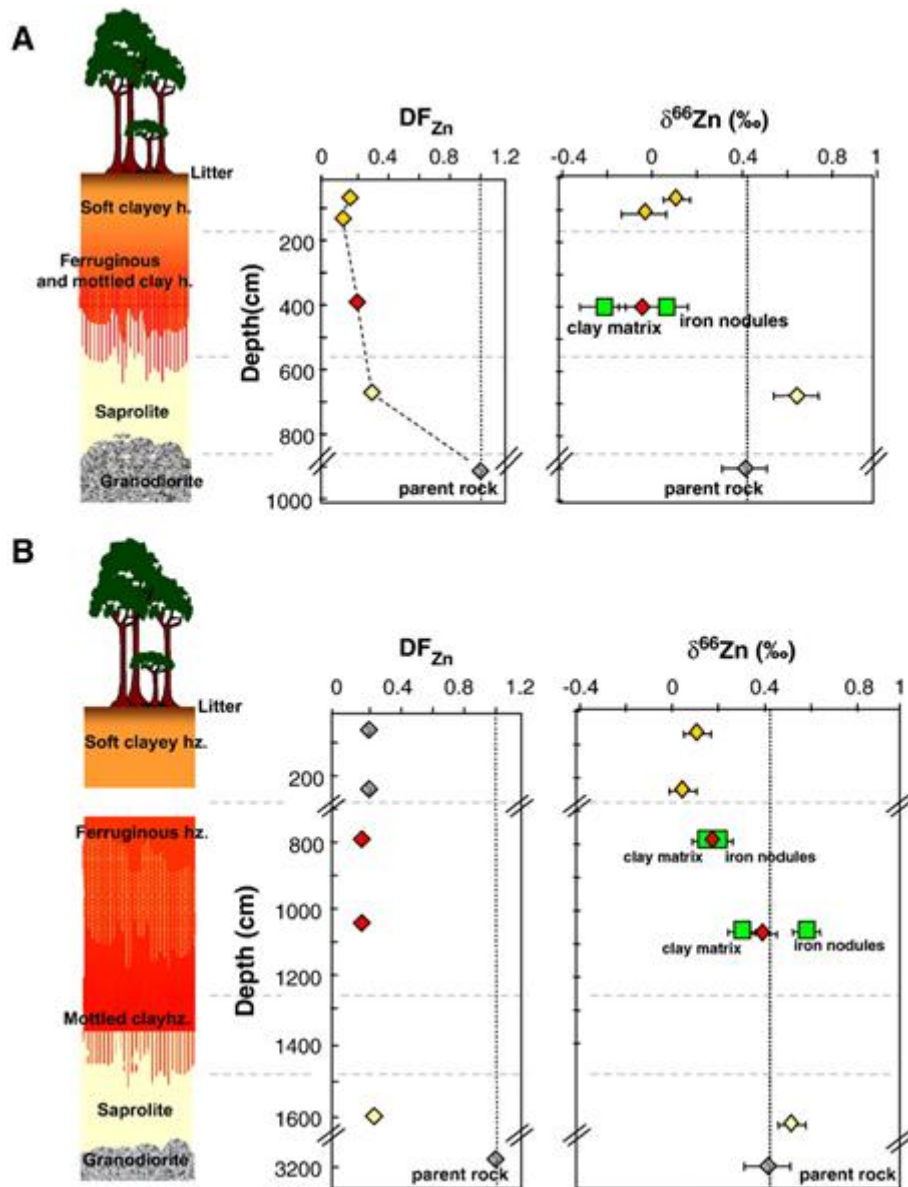 A
DF_Zn
δ⁶⁶Zn (‰)
0 0.4 0.8 1.2
-0.4 0 0.4 0.8 1
Litter
Soft clayey h.
200
Ferruginous
and mottled clay h.
400
clay matrix
iron nodules
Depth(cm)
600
Saprolite
800
Granodiorite
parent rock
parent rock
1000
B
DF_Zn
δ⁶⁶Zn (‰)
0 0.4 0.8 1.2
-0.4 0 0.4 0.8 1
Litter
Soft clayey hz.
200
Ferruginous hz.
800
clay matrix
iron nodules
Depth (cm)
1000
clay matrix
iron nodules
1200
Mottled clayhz.
1400
Saprolite
1600
Granodiorite
3200
parent rock
parent rock